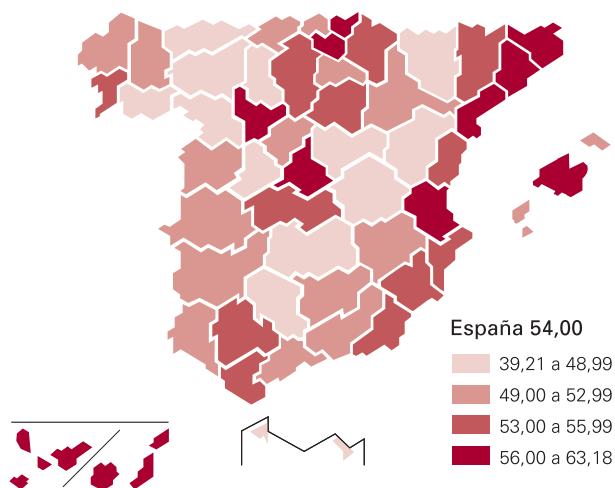 España 54,00
39,21 a 48,99
49,00 a 52,99
53,00 a 55,99
56,00 a 63,18